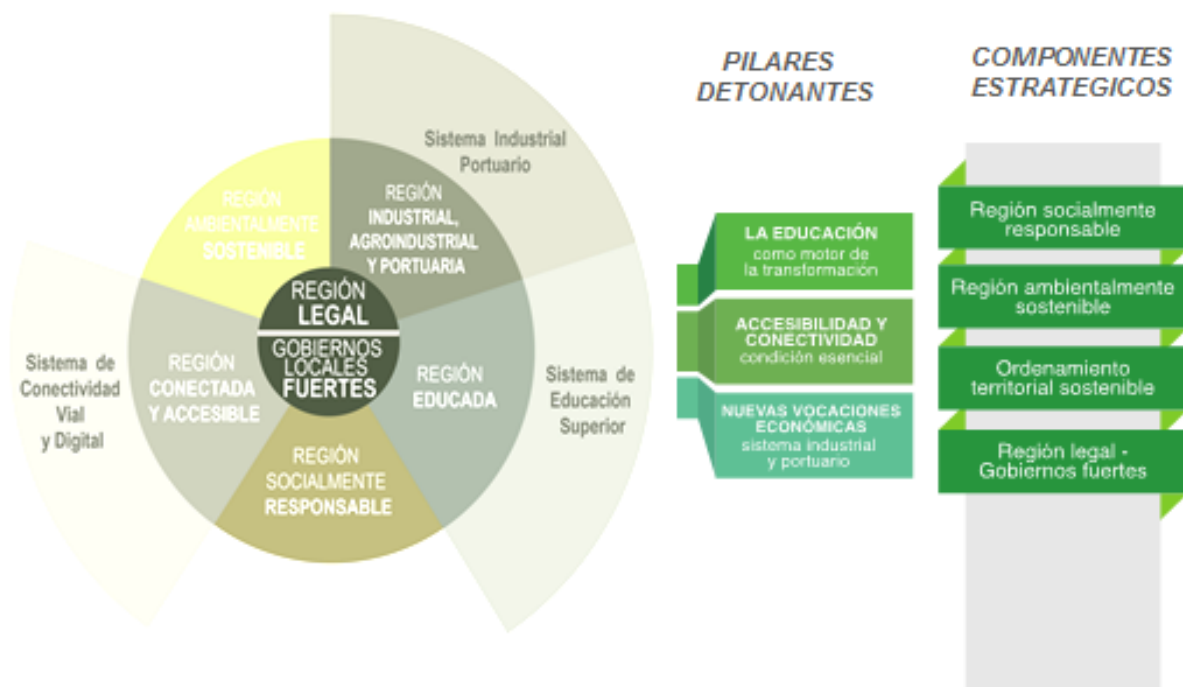 Sistema Industrial
Portuario
REGIÓN
AMBIENTALMENTE
SOSTENIBLE
REGIÓN
INDUSTRIAL,
AGROINDUSTRIAL
Y PORTUARIA
REGIÓN
LEGAL
GOBIERNOS
LOCALES
FUERTES
Sistema de
Conectividad
Vial
y Digital
REGIÓN
CONECTADA
Y ACCESIBLE
REGIÓN
EDUCADA
Sistema de
Educación
Superior
REGIÓN
SOCIALMENTE
RESPONSABLE
PILARES
DETONANTES
LA EDUCACIÓN
como motor de
la transformación
ACCESIBILIDAD Y
CONECTIVIDAD
condición esencial
NUEVAS VOCACIONES
ECONÓMICAS
sistema industrial
y portuario
COMPONENTES
ESTRATEGICOS
Región socialmente
responsable
Región ambientalmente
sostenible
Ordenamiento
territorial sostenible
Región legal -
Gobiernos fuertes